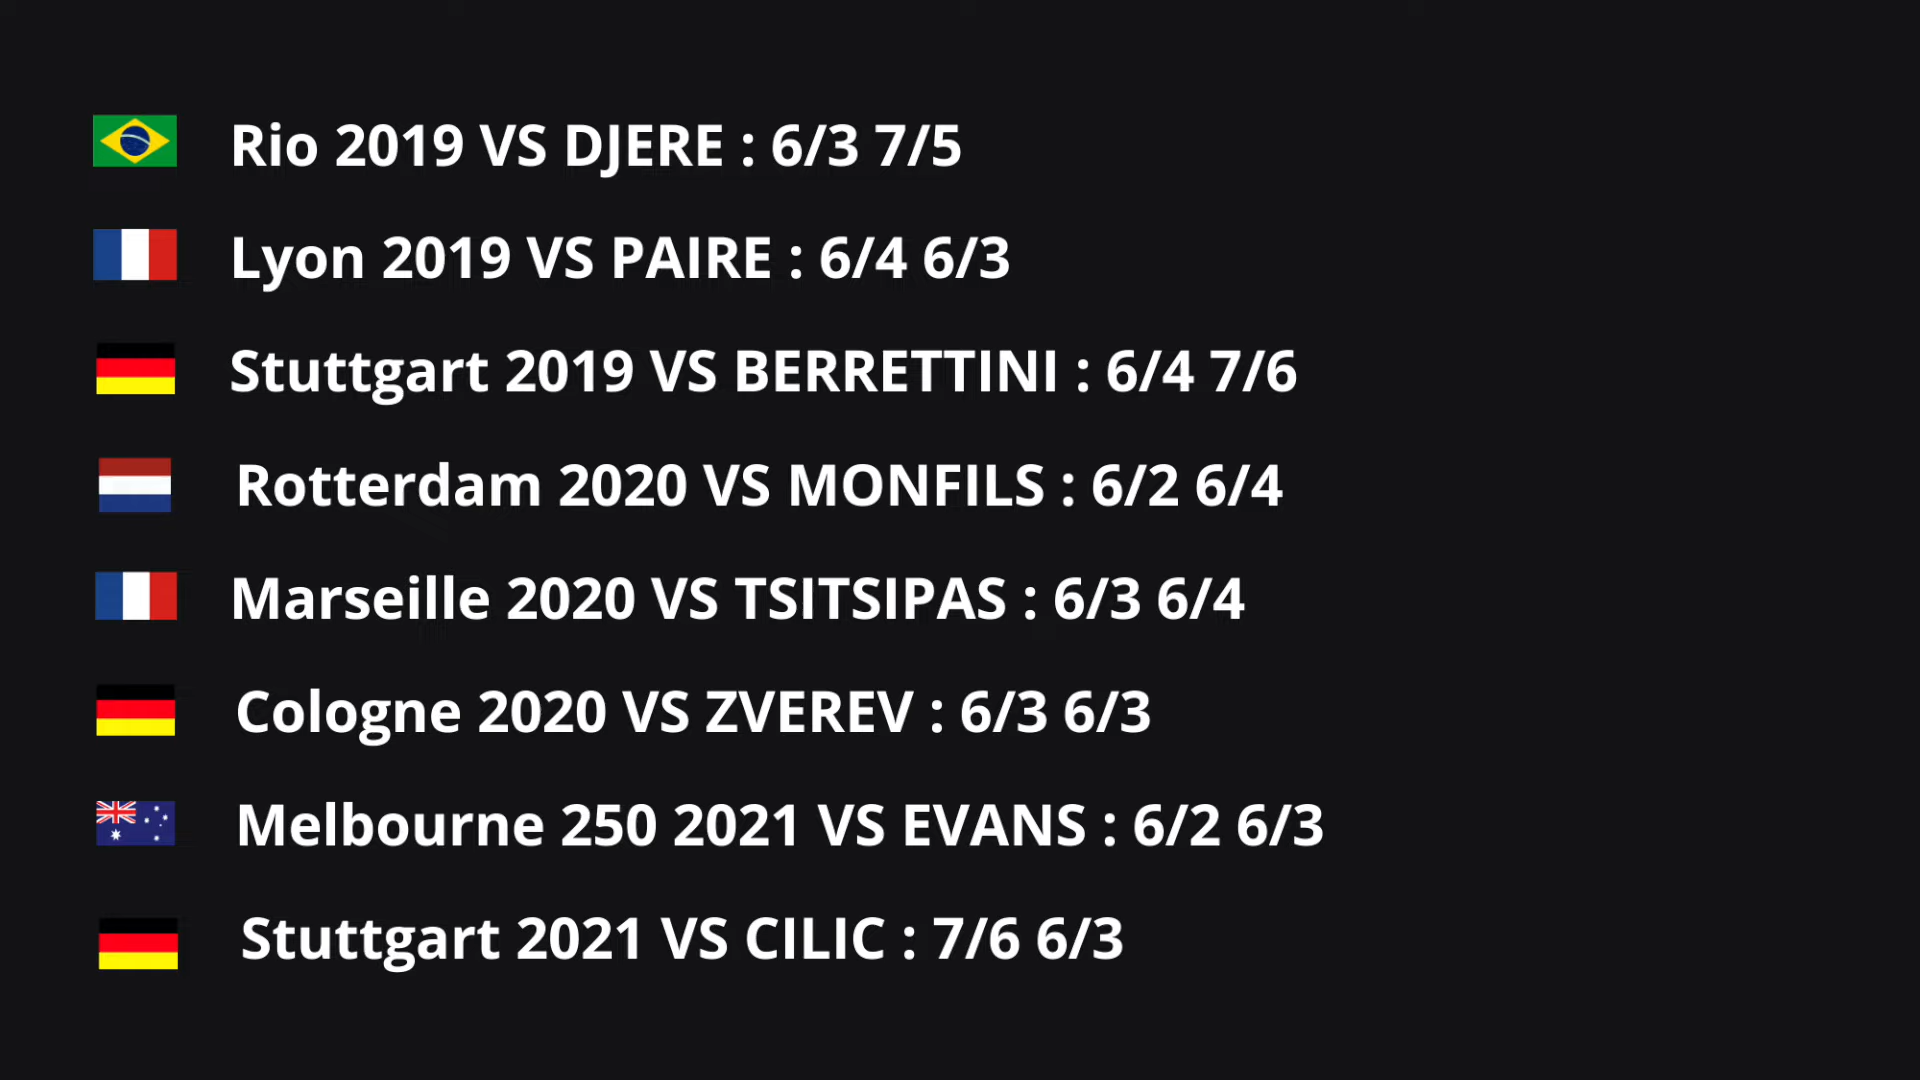 Rio 2019 VS DJERE : 6/3 7/5
Lyon 2019 VS PAIRE : 6/4 6/3
Stuttgart 2019 VS BERRETTINI : 6/4 7/6
Rotterdam 2020 VS MONFILS : 6/2 6/4
Marseille 2020 VS TSITSIPAS : 6/3 6/4
Cologne 2020 VS ZVEREV : 6/3 6/3
Melbourne 250 2021 VS EVANS : 6/2 6/3
Stuttgart 2021 VS CILIC : 7/6 6/3